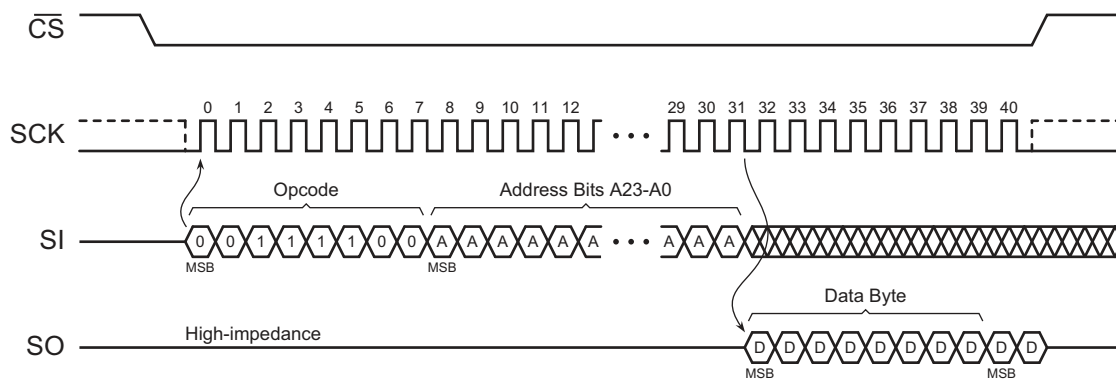 CS
0 1 2 3 4 5 6 7 8 9 10 11 12 29 30 31 32 33 34 35 36 37 38 39 40
SCK
Opcode Address Bits A23-A0
SI 0 0 1 1 1 1 0 0 A A A A A A A A A
MSB MSB
Data Byte
High-impedance
SO D D D D D D D D D D
MSB MSB